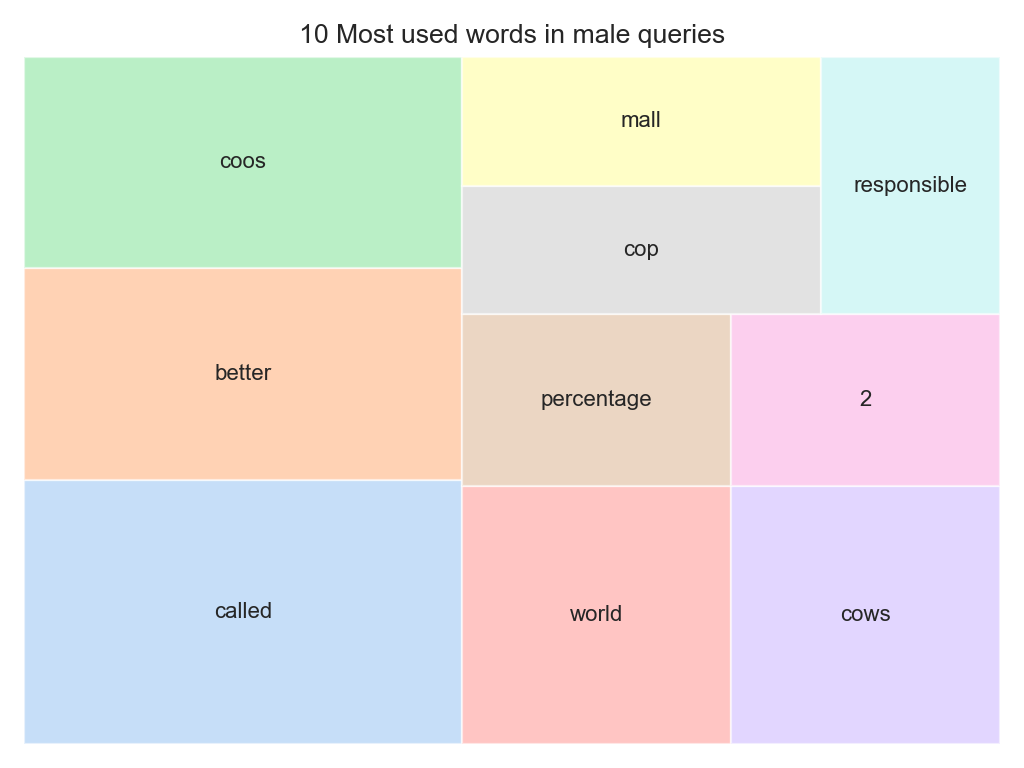 10 Most used words in male queries
coos
mall
responsible
cop
better
percentage
2
called
world
cows